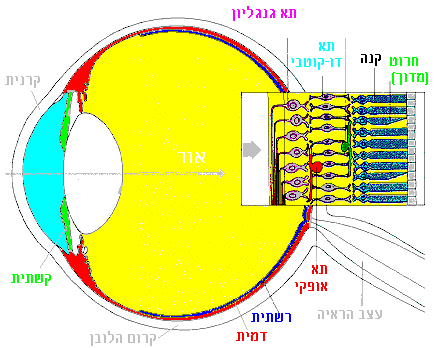 תא גנגליון
תא
דו-קוטבי
קנה
חרוט
(מדוך)
קרנית
אור
קשתית
תא
אופקי
עצב הראיה
רשתית
דמית
קרום הלובן